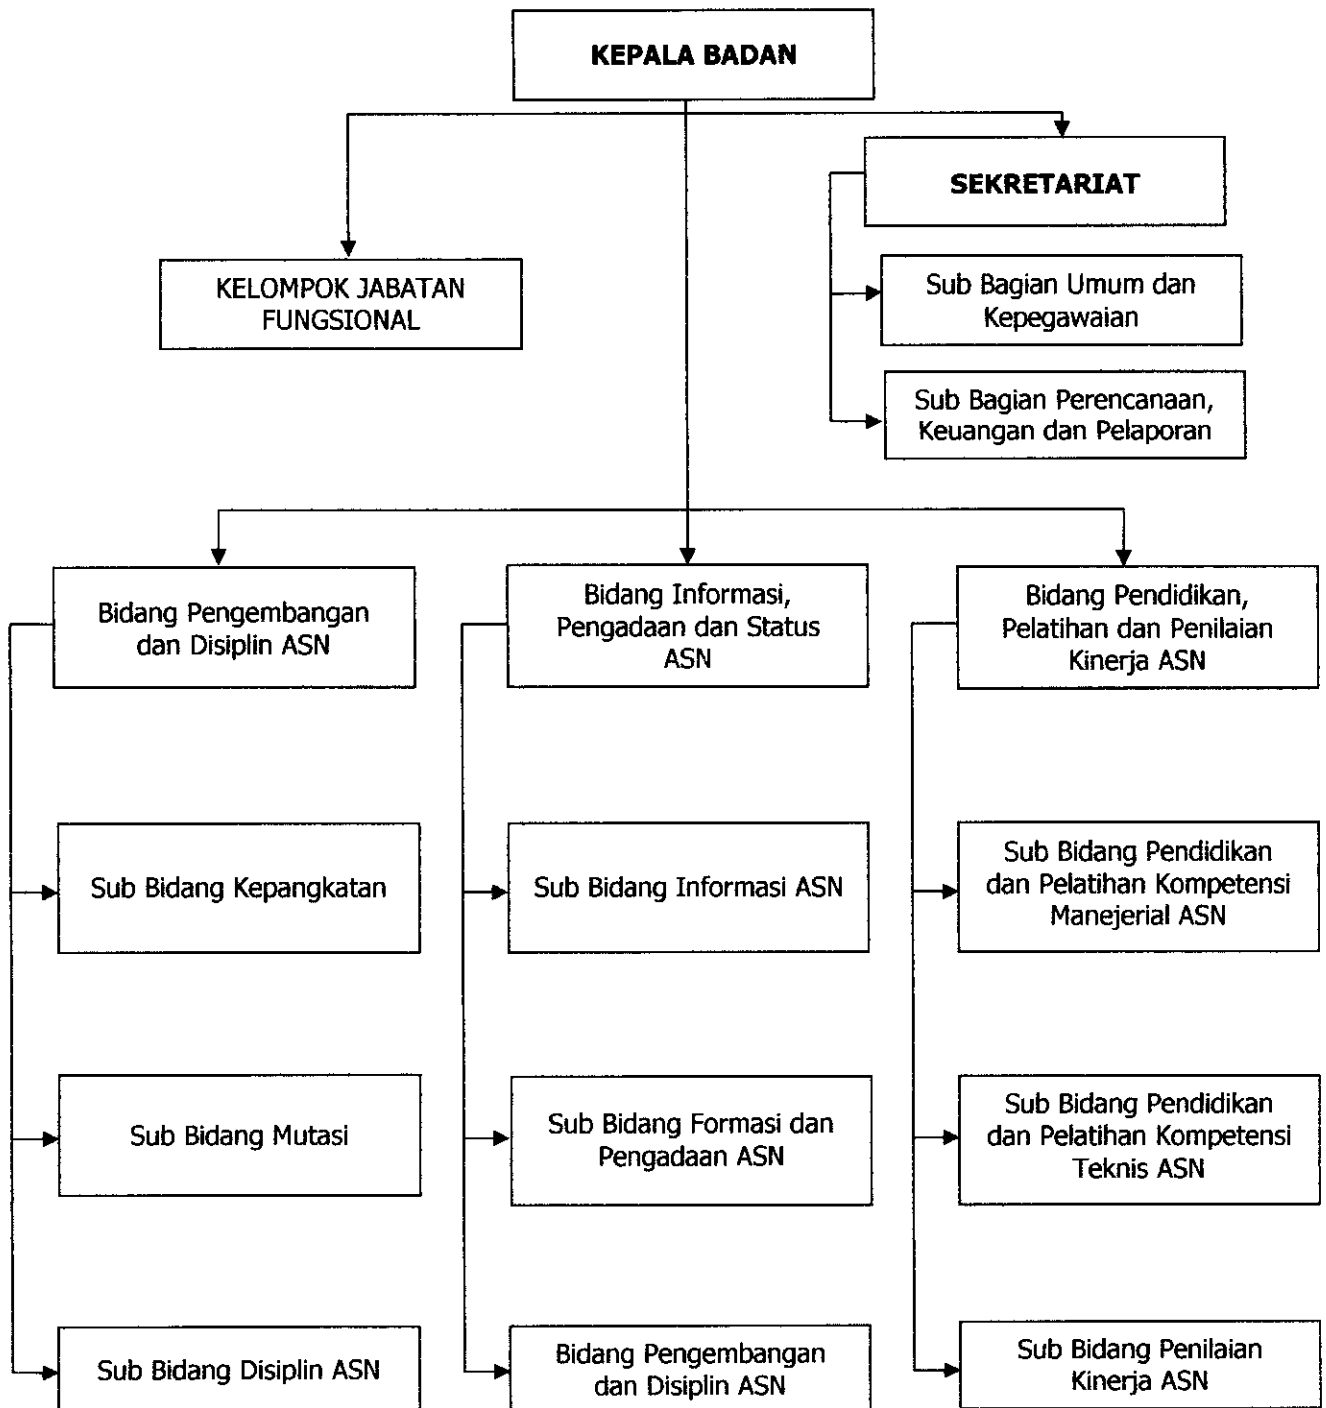 KEPALA BADAN
SEKRETARIAT
KELOMPOK JABATAN
FUNGSIONAL
Sub Bagian Umum dan
Kepegawaian
Sub Bagian Perencanaan,
Keuangan dan Pelaporan
Bidang Pengembangan
dan Disiplin ASN
Bidang Informasi,
Pengadaan dan Status
ASN
Bidang Pendidikan,
Pelatihan dan Penilaian
Kinerja ASN
Sub Bidang Kepangkatan
Sub Bidang Informasi ASN
Sub Bidang Pendidikan
dan Pelatihan Kompetensi
Manejerial ASN
Sub Bidang Mutasi
Sub Bidang Formasi dan
Pengadaan ASN
Sub Bidang Pendidikan
dan Pelatihan Kompetensi
Teknis ASN
Sub Bidang Disiplin ASN
Bidang Pengembangan
dan Disiplin ASN
Sub Bidang Penilaian
Kinerja ASN